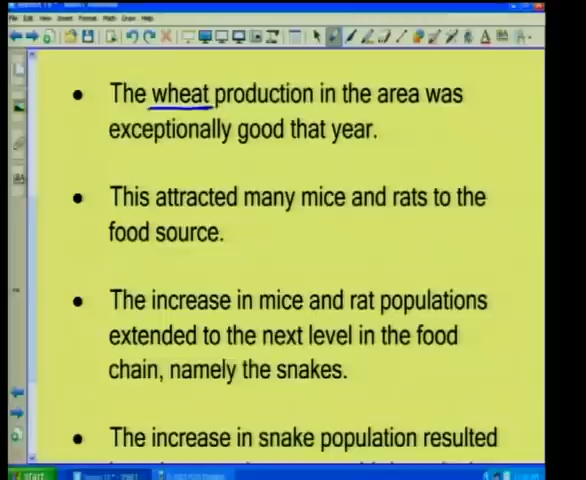 File Edit View Insert Format Math Draw Help
The wheat production in the area was
exceptionally good that year.
This attracted many mice and rats to the
food source.
The increase in mice and rat populations
extended to the next level in the food
chain, namely the snakes.
The increase in snake population resulted
start